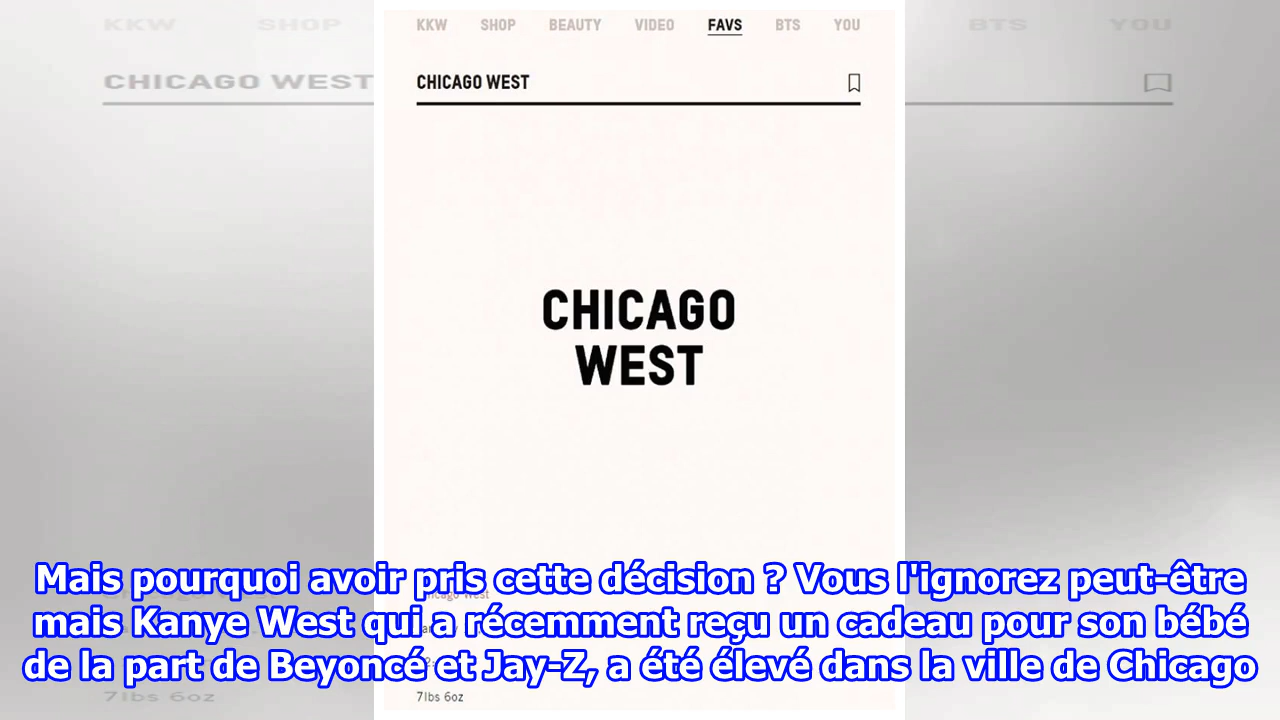 KKW SHOP BEAUTY VIDEO FAVS BTS YOU
CHICAGO WEST
CHICAGO
WEST
Mais pourquoi avoir pris cette décision ? Vous l'ignorez peut-être
Chicago West
mais Kanye West qui a récemment reçu un cadeau pour son bébé
de la part de Beyoncé et Jay-Z, a été élevé dans la ville de Chicago
7lbs 6oz